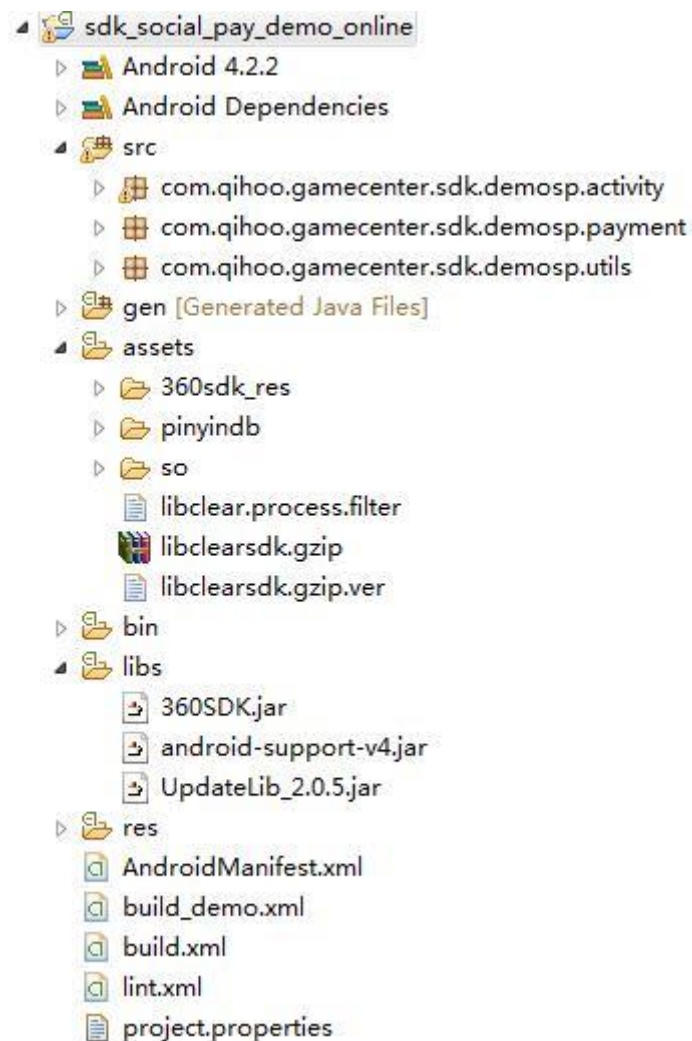 sdk_social_pay_demo_online
Android 4.2.2
Android Dependencies
src
com.qihoo.gamecenter.sdk.demosp.activity
com.qihoo.gamecenter.sdk.demosp.payment
com.qihoo.gamecenter.sdk.demosp.utils
gen [Generated Java Files]
assets
360sdk_res
pinyindb
so
libclear.process.filter
libclearsdk.gzip
libclearsdk.gzip.ver
bin
libs
360SDK.jar
android-support-v4.jar
UpdateLib_2.0.5.jar
res
AndroidManifest.xml
build_demo.xml
build.xml
lint.xml
project.properties